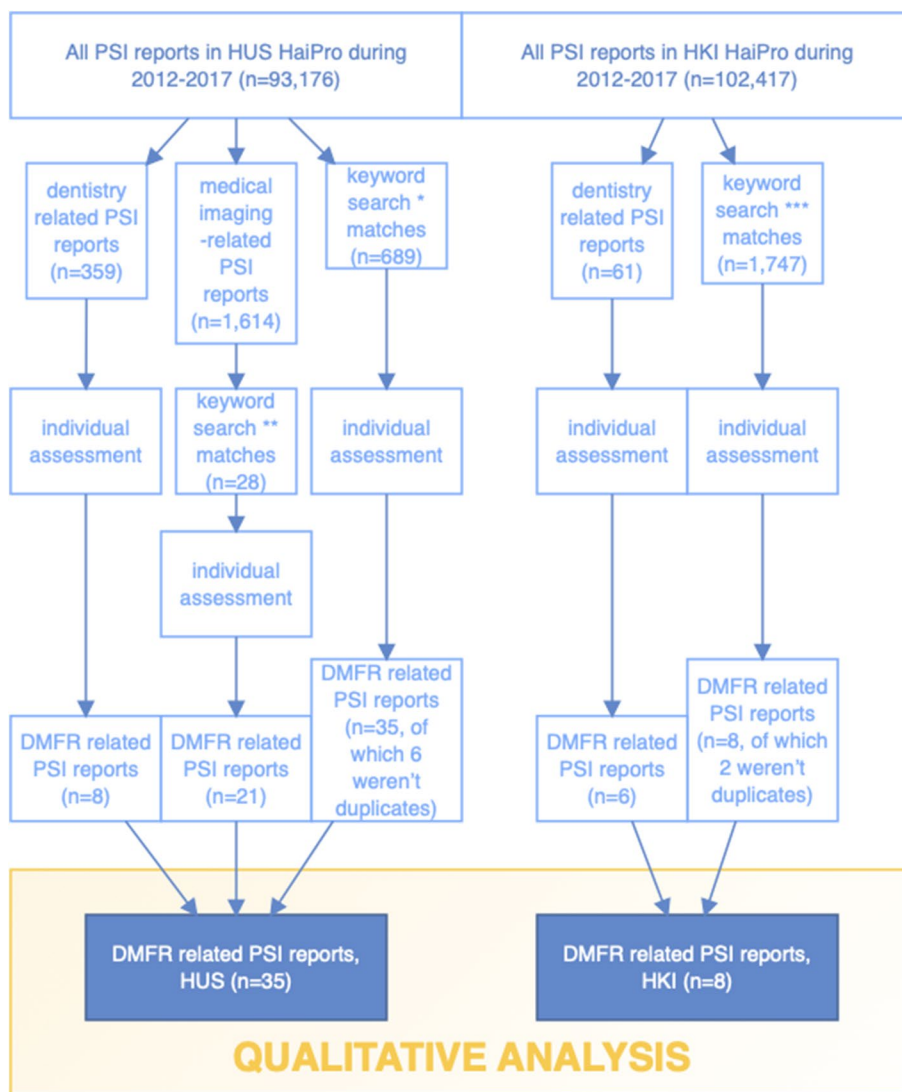 All PSI reports in HUS HaiPro during
2012-2017 (n=93,176)
All PSI reports in HKI HaiPro during
2012-2017 (n=102,417)
dentistry
related PSI
reports
(n=359)
medical
imaging
-related
PSI
reports
(n=1,614)
keyword
search *
matches
(n=689)
dentistry
related PSI
reports
(n=61)
keyword
search ***
matches
(n=1,747)
individual
assessment
keyword
search **
matches
(n=28)
individual
assessment
individual
assessment
individual
assessment
individual
assessment
DMFR related
PSI reports
(n=8)
DMFR related
PSI reports
(n=21)
DMFR related
PSI reports
(n=35, of
which 6
weren't
duplicates)
DMFR related
PSI reports
(n=6)
DMFR related
PSI reports
(n=8, of which
2 weren't
duplicates)
DMFR related PSI reports,
HUS (n=35)
DMFR related PSI reports,
HKI (n=8)
QUALITATIVE ANALYSIS